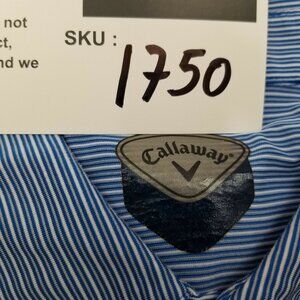 not
ct,
nd we
SKU : 1750
Callaway